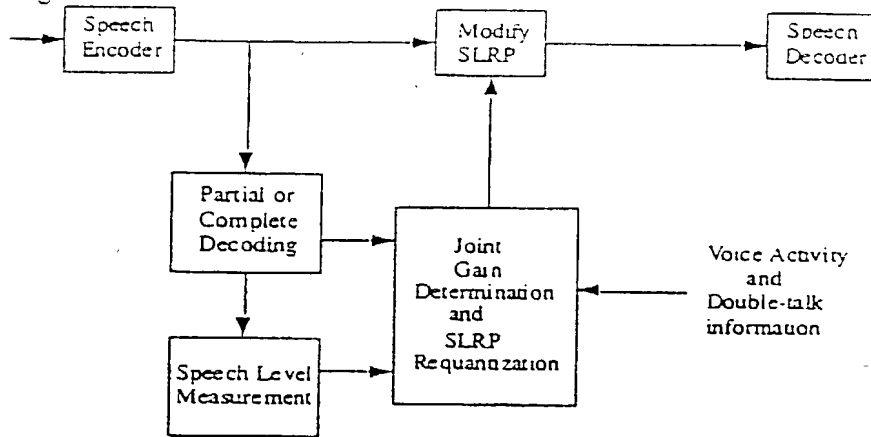 Speech
Encoder
Modify
SLRP
Speech
Decoder
Partial or
Complete
Decoding
Joint
Gain
Determination
and
SLRP
Requantization
Voice Activity
and
Double-talk
information
Speech Level
Measurement